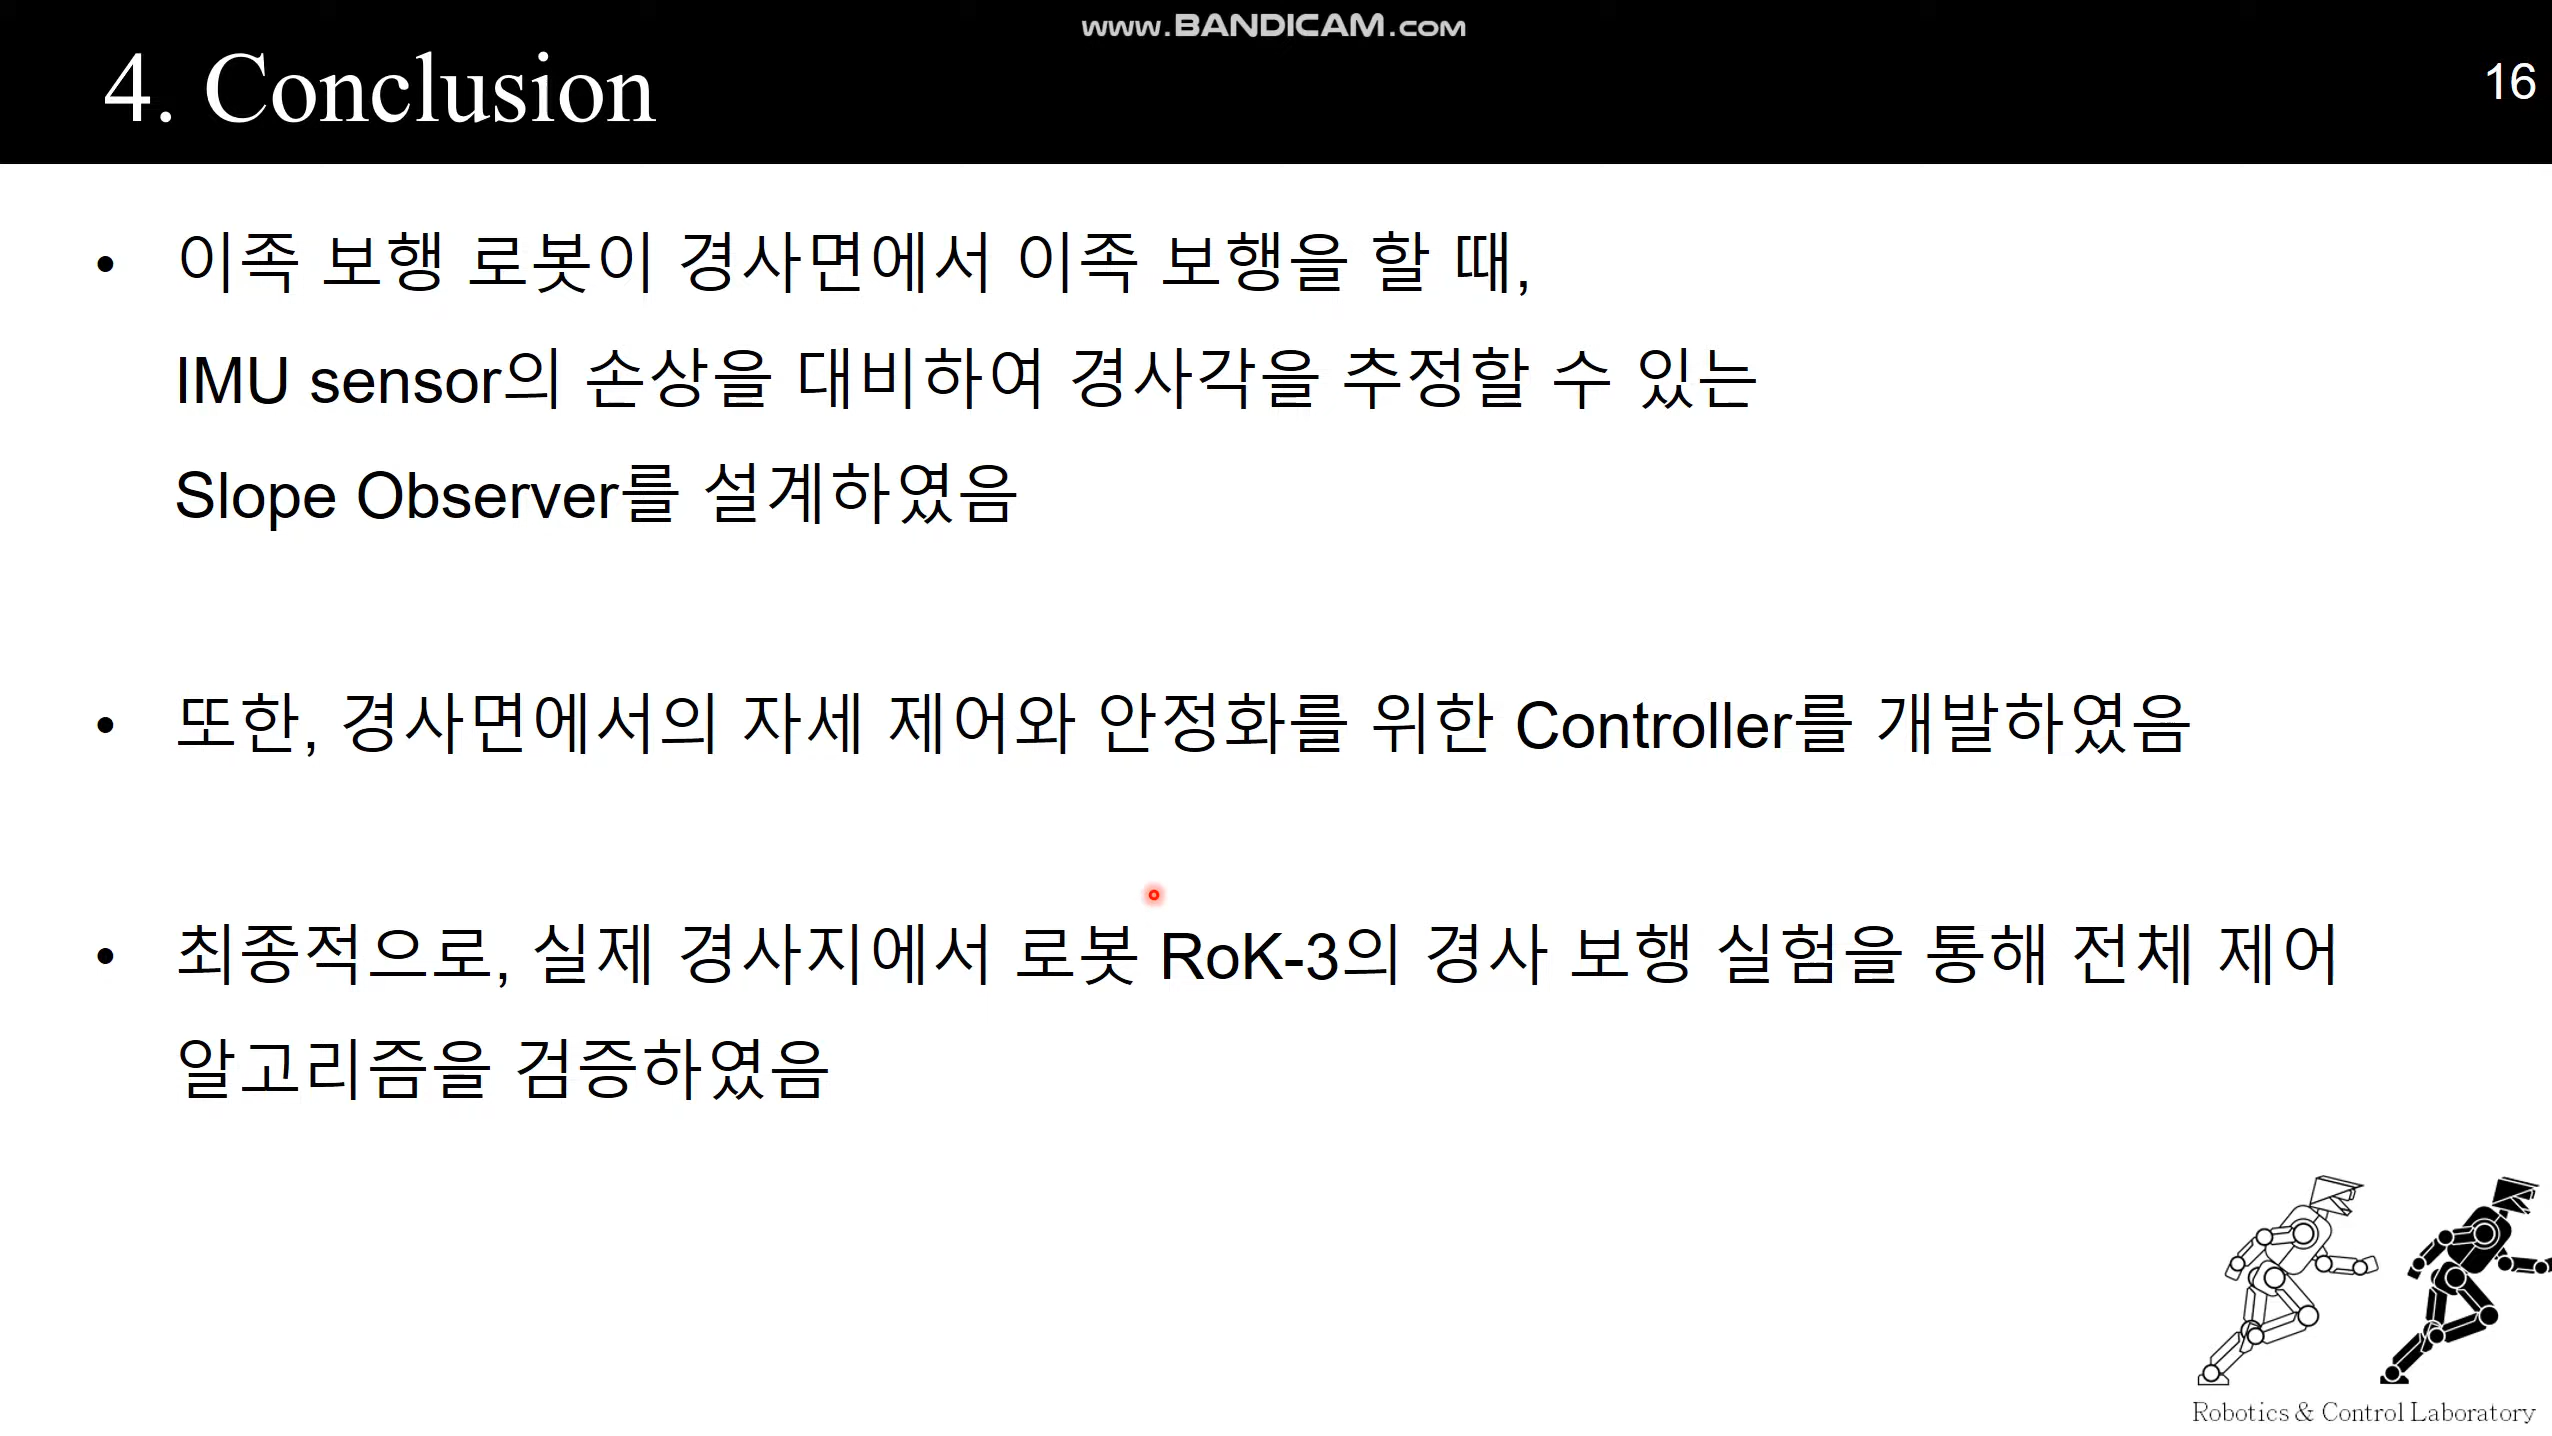 www.BANDICAM.com
4. Conclusion
16
• 이족 보행 로봇이 경사면에서 이족 보행을 할 때,
IMU sensor의 손상을 대비하여 경사각을 추정할 수 있는
Slope Observer를 설계하였음
• 또한, 경사면에서의 자세 제어와 안정화를 위한 Controller를 개발하였음
• 최종적으로, 실제 경사지에서 로봇 RoK-3의 경사 보행 실험을 통해 전체 제어
알고리즘을 검증하였음
Robotics & Control Laboratory